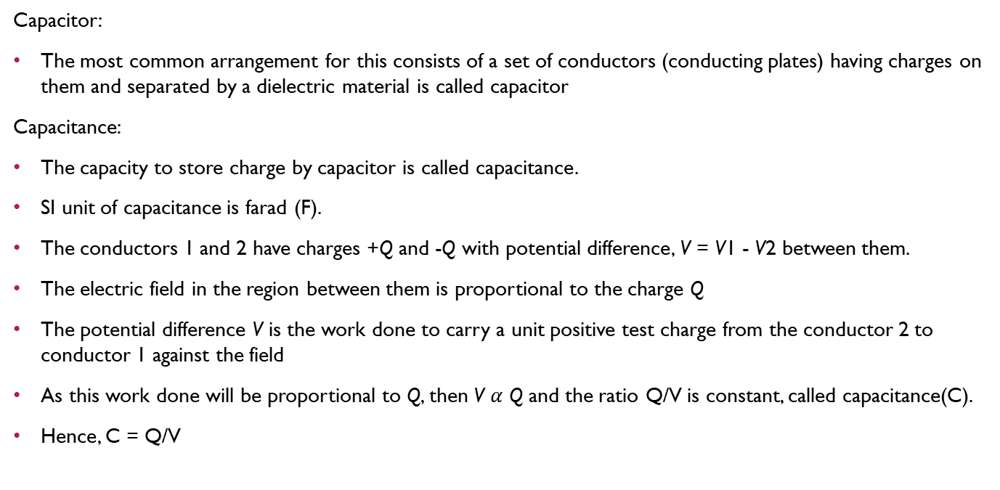 Capacitor:
• The most common arrangement for this consists of a set of conductors (conducting plates) having charges on
them and separated by a dielectric material is called capacitor
Capacitance:
• The capacity to store charge by capacitor is called capacitance.
• SI unit of capacitance is farad (F).
• The conductors 1 and 2 have charges +Q and -Q with potential difference, V = V1 - V2 between them.
• The electric field in the region between them is proportional to the charge Q
• The potential difference V is the work done to carry a unit positive test charge from the conductor 2 to
conductor 1 against the field
• As this work done will be proportional to Q, then V α Q and the ratio Q/V is constant, called capacitance(C).
• Hence, C = Q/V